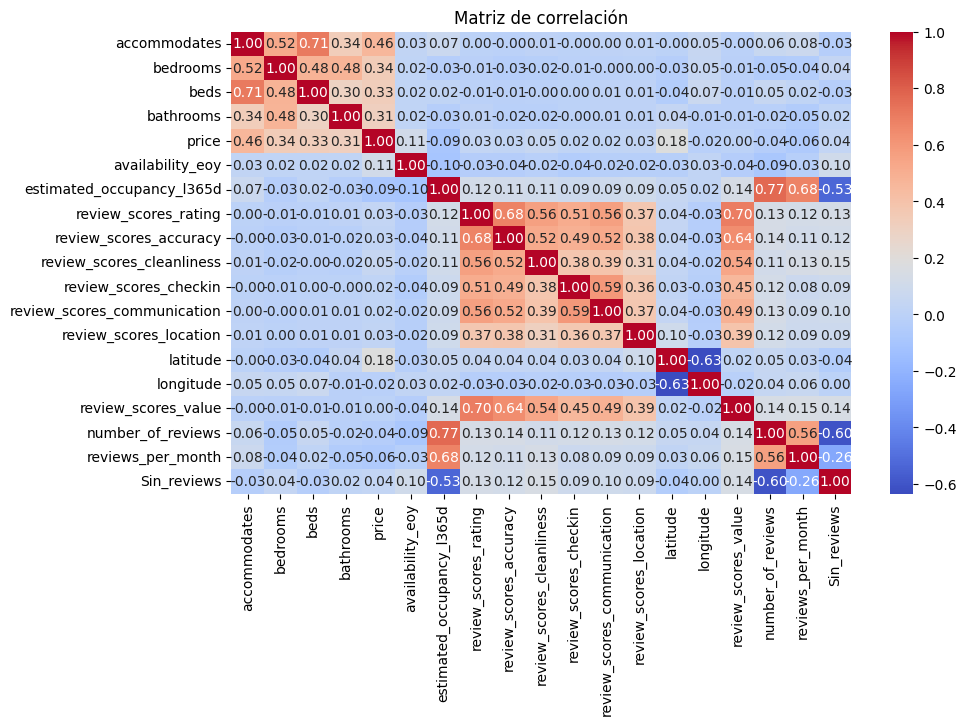 Matriz de correlación
accommodates 1.00 0.52 0.71 0.34 0.46 0.03 0.07 0.00 -0.00 0.01 -0.00 0.00 0.01 -0.00 0.05 -0.00 0.06 0.08 -0.03
bedrooms 0.52 1.00 0.48 0.48 0.34 0.02 -0.03 -0.01 -0.03 -0.02 -0.01 -0.00 0.00 -0.03 0.05 -0.01 -0.05 -0.04 0.04
beds 0.71 0.48 1.00 0.30 0.33 0.02 0.02 -0.01 -0.01 -0.00 0.00 0.01 0.01 -0.04 0.07 -0.01 0.05 0.02 -0.03
bathrooms 0.34 0.48 0.30 1.00 0.31 0.02 -0.03 0.01 -0.02 -0.02 -0.00 0.01 0.01 0.04 -0.01 -0.01 -0.02 -0.05 0.02
price 0.46 0.34 0.33 0.31 1.00 0.11 -0.09 0.03 0.03 0.05 0.02 0.02 0.03 0.18 -0.02 0.00 -0.04 -0.06 0.04
availability_eoy 0.03 0.02 0.02 0.02 0.11 1.00 -0.10 -0.03 -0.04 -0.02 -0.04 -0.02 -0.02 -0.03 0.03 -0.04 -0.09 -0.03 0.10
estimated_occupancy_l365d 0.07 -0.03 0.02 -0.03 -0.09 -0.10 1.00 0.12 0.11 0.11 0.09 0.09 0.09 0.05 0.02 0.14 0.77 0.68 -0.53
review_scores_rating 0.00 -0.01 -0.01 0.01 0.03 -0.03 0.12 1.00 0.68 0.56 0.51 0.56 0.37 0.04 -0.03 0.70 0.13 0.12 0.13
review_scores_accuracy -0.00 -0.03 -0.01 -0.02 0.03 -0.04 0.11 0.68 1.00 0.52 0.49 0.52 0.38 0.04 -0.03 0.64 0.14 0.11 0.12
review_scores_cleanliness 0.01 -0.02 -0.00 -0.02 0.05 -0.02 0.11 0.56 0.52 1.00 0.38 0.39 0.31 0.04 -0.02 0.54 0.11 0.13 0.15
review_scores_checkin -0.00 -0.01 0.00 -0.00 0.02 -0.04 0.09 0.51 0.49 0.38 1.00 0.59 0.36 0.03 -0.03 0.45 0.12 0.08 0.09
review_scores_communication 0.00 -0.00 0.01 0.01 0.02 -0.02 0.09 0.56 0.52 0.39 0.59 1.00 0.37 0.04 -0.03 0.49 0.13 0.09 0.10
review_scores_location 0.01 0.00 0.01 0.01 0.03 -0.02 0.09 0.37 0.38 0.31 0.36 0.37 1.00 0.10 -0.03 0.39 0.12 0.09 0.09
latitude -0.00 -0.03 -0.04 0.04 0.18 -0.03 0.05 0.04 0.04 0.04 0.03 0.04 0.10 1.00 -0.63 0.02 0.05 0.03 -0.04
longitude 0.05 0.05 0.07 -0.01 -0.02 0.03 0.02 -0.03 -0.03 -0.02 -0.03 -0.03 -0.03 -0.63 1.00 -0.02 0.04 0.06 0.00
review_scores_value -0.00 -0.01 -0.01 -0.01 0.00 -0.04 0.14 0.70 0.64 0.54 0.45 0.49 0.39 0.02 -0.02 1.00 0.14 0.15 0.14
number_of_reviews 0.06 -0.05 0.05 -0.02 -0.04 -0.09 0.77 0.13 0.14 0.11 0.12 0.13 0.12 0.05 0.04 0.14 1.00 0.56 -0.60
reviews_per_month 0.08 -0.04 0.02 -0.05 -0.06 -0.03 0.68 0.12 0.11 0.13 0.08 0.09 0.09 0.03 0.06 0.15 0.56 1.00 -0.26
Sin_reviews -0.03 0.04 -0.03 0.02 0.04 0.10 -0.53 0.13 0.12 0.15 0.09 0.10 0.09 -0.04 0.00 0.14 -0.60 -0.26 1.00
accommodates
bedrooms
beds
bathrooms
price
availability_eoy
estimated_occupancy_l365d
review_scores_rating
review_scores_accuracy
review_scores_cleanliness
review_scores_checkin
review_scores_communication
review_scores_location
latitude
longitude
review_scores_value
number_of_reviews
reviews_per_month
Sin_reviews
1.0
0.8
0.6
0.4
0.2
0.0
−0.2
−0.4
−0.6